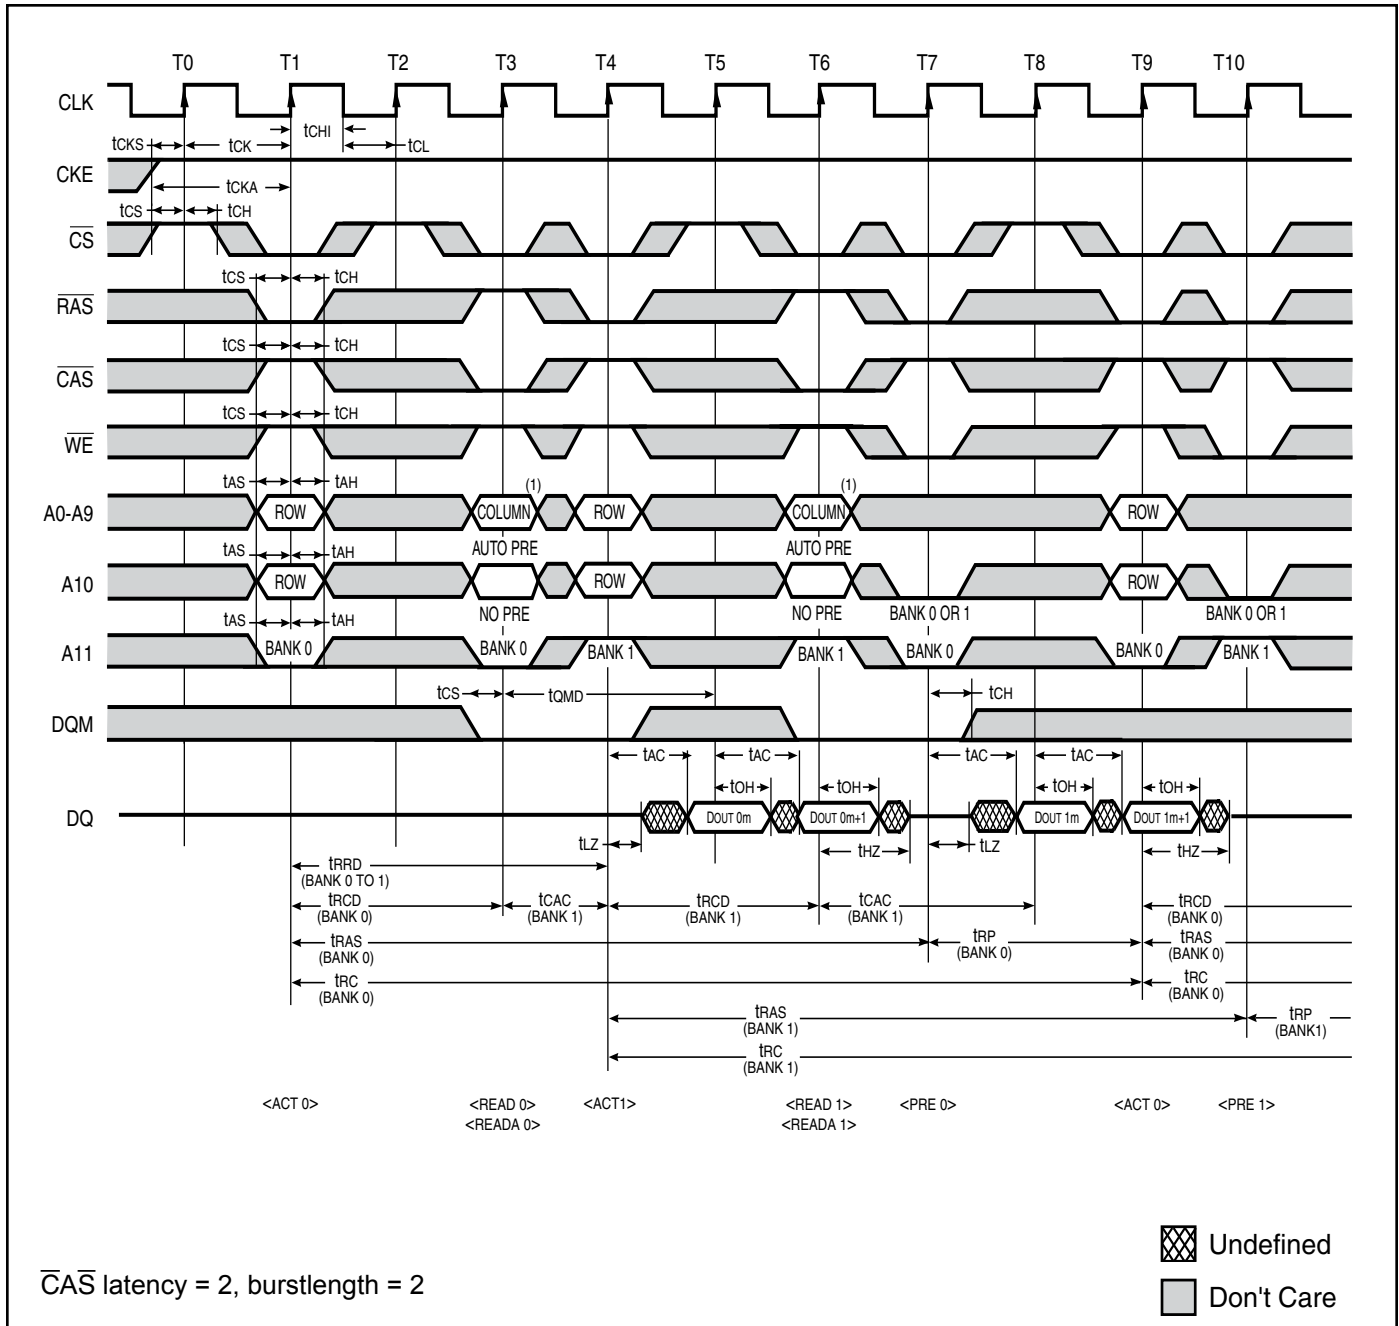 T0 T1 T2 T3 T4 T5 T6 T7 T8 T9 T10
CLK
tCHI
tCKS tCK tCL
CKE
tCKA
tCS tCH
CS
tCS tCH
RAS
tCS tCH
CAS
tCS tCH
WE
tAS tAH (1) (1)
A0-A9 ROW COLUMN ROW COLUMN ROW
tAS tAH AUTO PRE AUTO PRE
A10 ROW ROW ROW
NO PRE NO PRE BANK 0 OR 1 BANK 0 OR 1
tAS tAH
A11 BANK 0 BANK 0 BANK 1 BANK 1 BANK 0 BANK 0 BANK 1
tCS tQMD tCH
DQM
tAC tAC tAC tAC
tOH tOH tOH tOH
DQ DOUT 0m DOUT 0m+1 DOUT 1m DOUT 1m+1
tLZ tHZ tLZ tHZ
tRRD
(BANK 0 TO 1)
tRCD tCAC tRCD tCAC tRCD
(BANK 0) (BANK 1) (BANK 1) (BANK 1) (BANK 0)
tRAS tRP tRAS
(BANK 0) (BANK 0) (BANK 0)
tRC tRC
(BANK 0) (BANK 0)
tRAS tRP
(BANK 1) (BANK1)
tRC
(BANK 1)
<ACT 0> <READ 0> <ACT1> <READ 1> <PRE 0> <ACT 0> <PRE 1>
<READA 0> <READA 1>
Undefined
CAS latency = 2, burstlength = 2
Don't Care